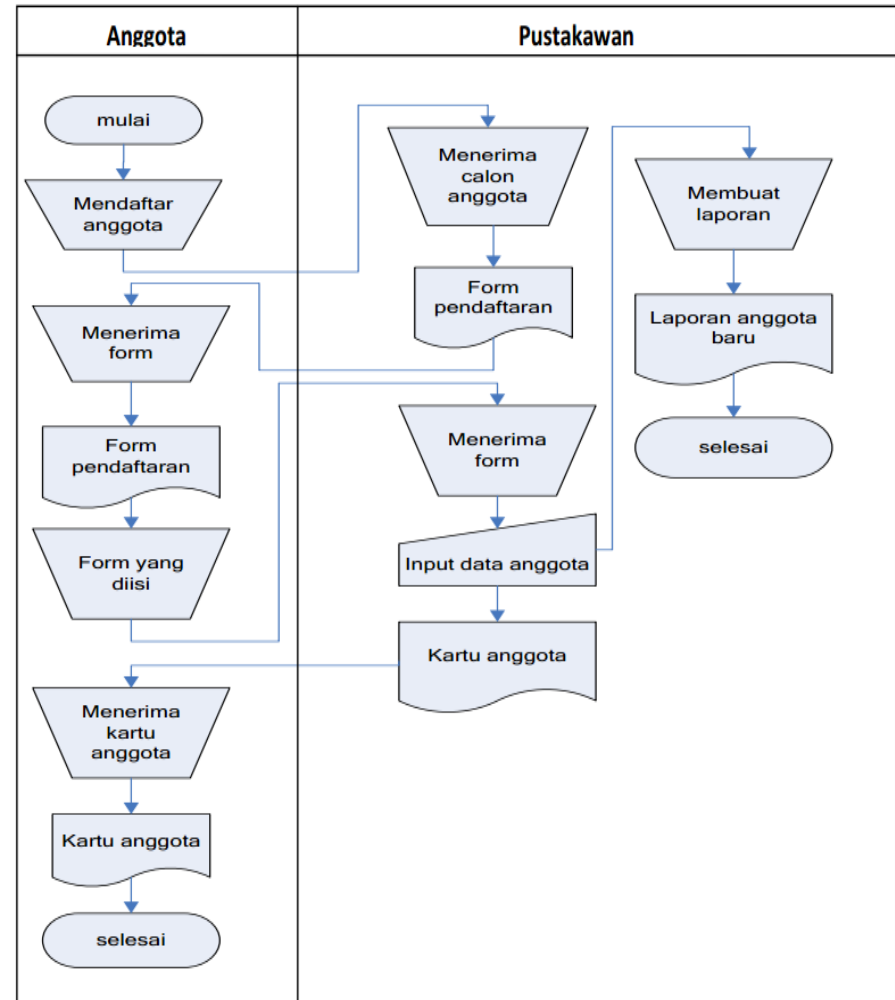 Anggota
Pustakawan
mulai
Mendaftar
anggota
Menerima
form
Form
pendaftaran
Form yang
diisi
Menerima
kartu
anggota
Kartu anggota
selesai
Menerima
calon
anggota
Form
pendaftaran
Menerima
form
Input data anggota
Kartu anggota
Membuat
laporan
Laporan anggota
baru
selesai